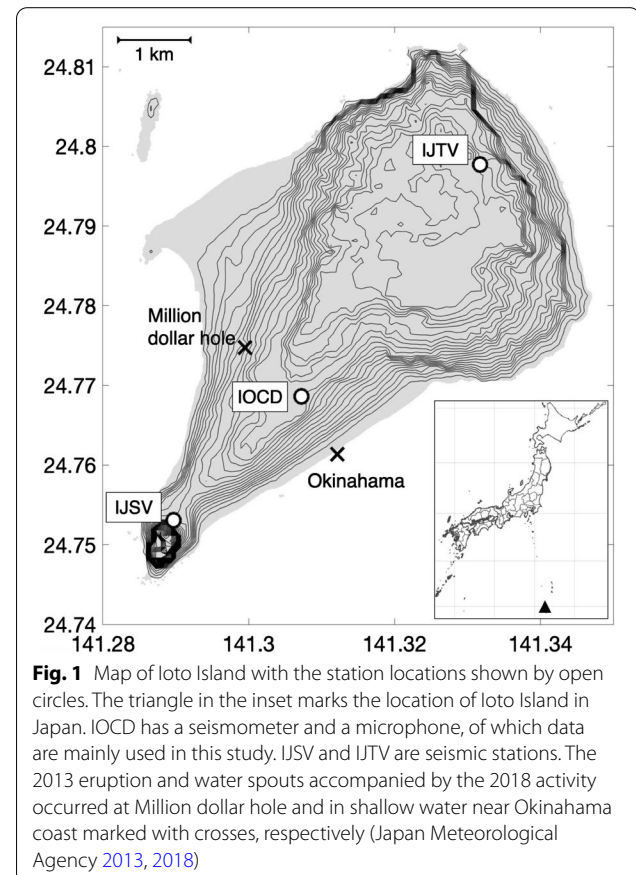 1 km
24.81
24.8
IJTV
24.79
24.78
Million
dollar hole
24.77
IOCD
24.76
Okinahama
IJSV
24.75
24.74
141.28
141.3
141.32
141.34
Fig. 1 Map of Ioto Island with the station locations shown by open
circles. The triangle in the inset marks the location of Ioto Island in
Japan. IOCD has a seismometer and a microphone, of which data
are mainly used in this study. IJSV and IJTV are seismic stations. The
2013 eruption and water spouts accompanied by the 2018 activity
occurred at Million dollar hole and in shallow water near Okinahama
coast marked with crosses, respectively (Japan Meteorological
Agency 2013, 2018)